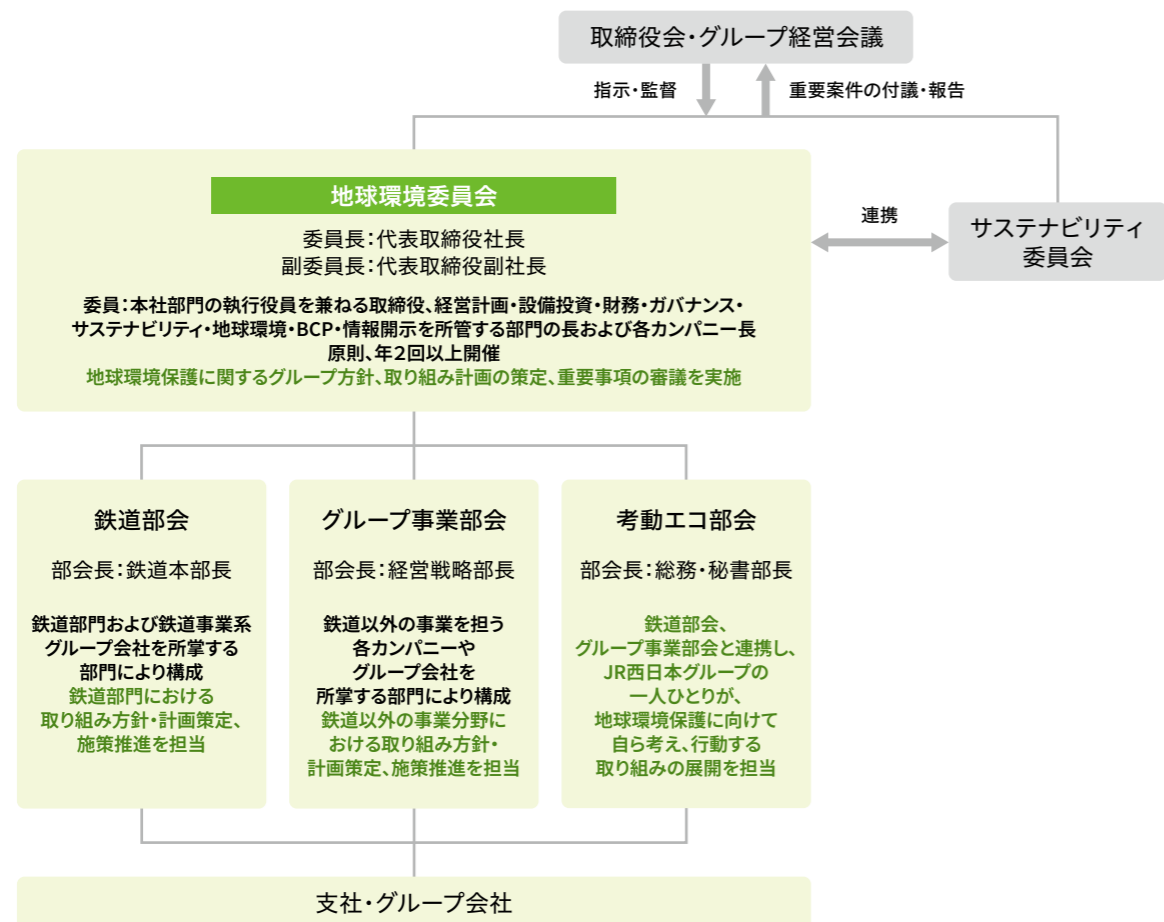 取締役会・グループ経営会議
指示・監督
重要案件の付議・報告
地球環境委員会
委員長：代表取締役社長
副委員長：代表取締役副社長
委員：本社部門の執行役員を兼ねる取締役、経営計画・設備投資・財務・ガバナンス・
サステナビリティ・地球環境・BCP・情報開示を所管する部門の長および各カンパニー長
原則、年2回以上開催
地球環境保護に関するグループ方針、取り組み計画の策定、重要事項の審議を実施
連携
サステナビリティ
委員会
鉄道部会
部会長：鉄道本部長
鉄道部門および鉄道事業系
グループ会社を所掌する
部門により構成
鉄道部門における
取り組み方針・計画策定、
施策推進を担当
グループ事業部会
部会長：経営戦略部長
鉄道以外の事業を担う
各カンパニーや
グループ会社を
所掌する部門により構成
鉄道以外の事業分野に
おける取り組み方針・
計画策定、施策推進を担当
考動エコ部会
部会長：総務・秘書部長
鉄道部会、
グループ事業部会と連携し、
JR西日本グループの
一人ひとりが、
地球環境保護に向けて
自ら考え、行動する
取り組みの展開を担当
支社・グループ会社